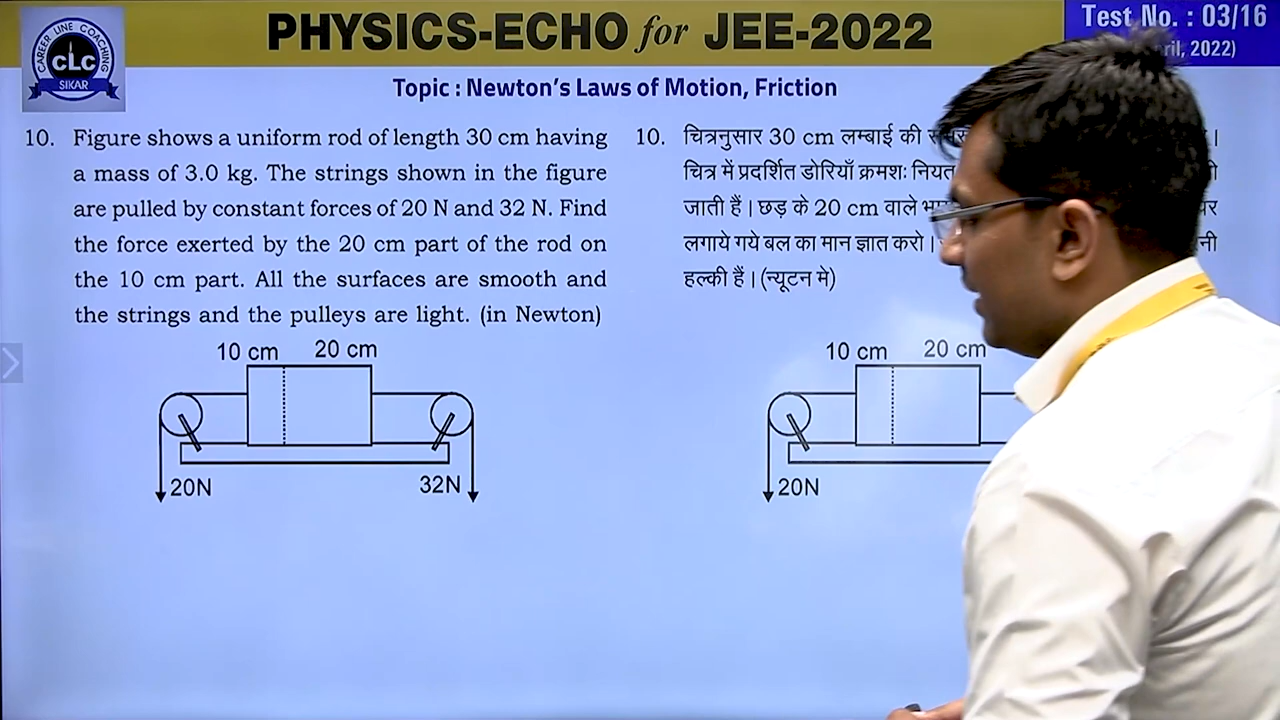 PHYSICS-ECHO for JEE-2022
Test No. : 03/16
2022)
CAREER LINE COACHING
CLC
SIKAR
Topic : Newton's Laws of Motion, Friction
10. Figure shows a uniform rod of length 30 cm having
a mass of 3.0 kg. The strings shown in the figure
are pulled by constant forces of 20 N and 32 N. Find
the force exerted by the 20 cm part of the rod on
the 10 cm part. All the surfaces are smooth and
the strings and the pulleys are light. (in Newton)
10 cm 20 cm
20N 32N
10. चित्रनुसार 30 cm लम्बाई की
चित्र में प्रदर्शित डोरियाँ क्रमशः
जाती हैं। छड़ के 20 cm वाले
लगाये गये बल का मान ज्ञात करो।
हल्की हैं। (न्यूटन मे)
10 cm 20 cm
20N